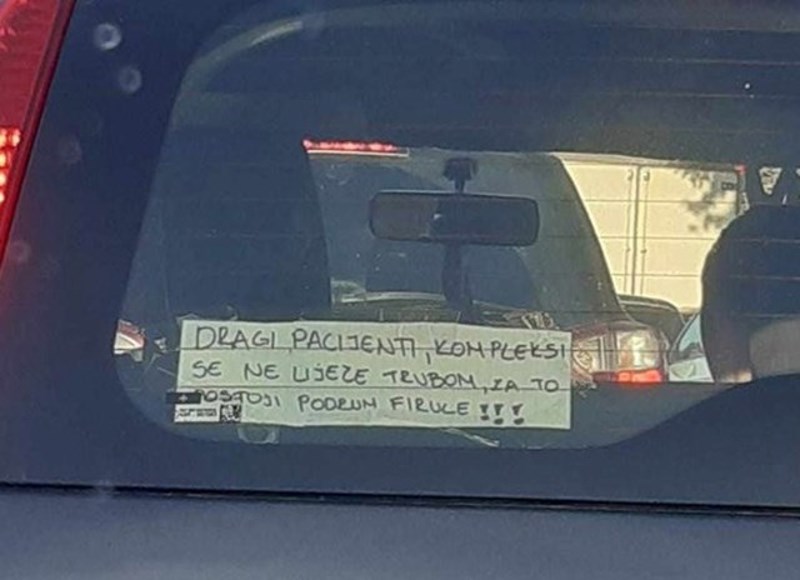 DRAGI PACIJENTI, KOMPLEKSI
SE NE LIJEČE TRUBOM, ZA TO
POSTOJI PODRUM FIRULE !!!